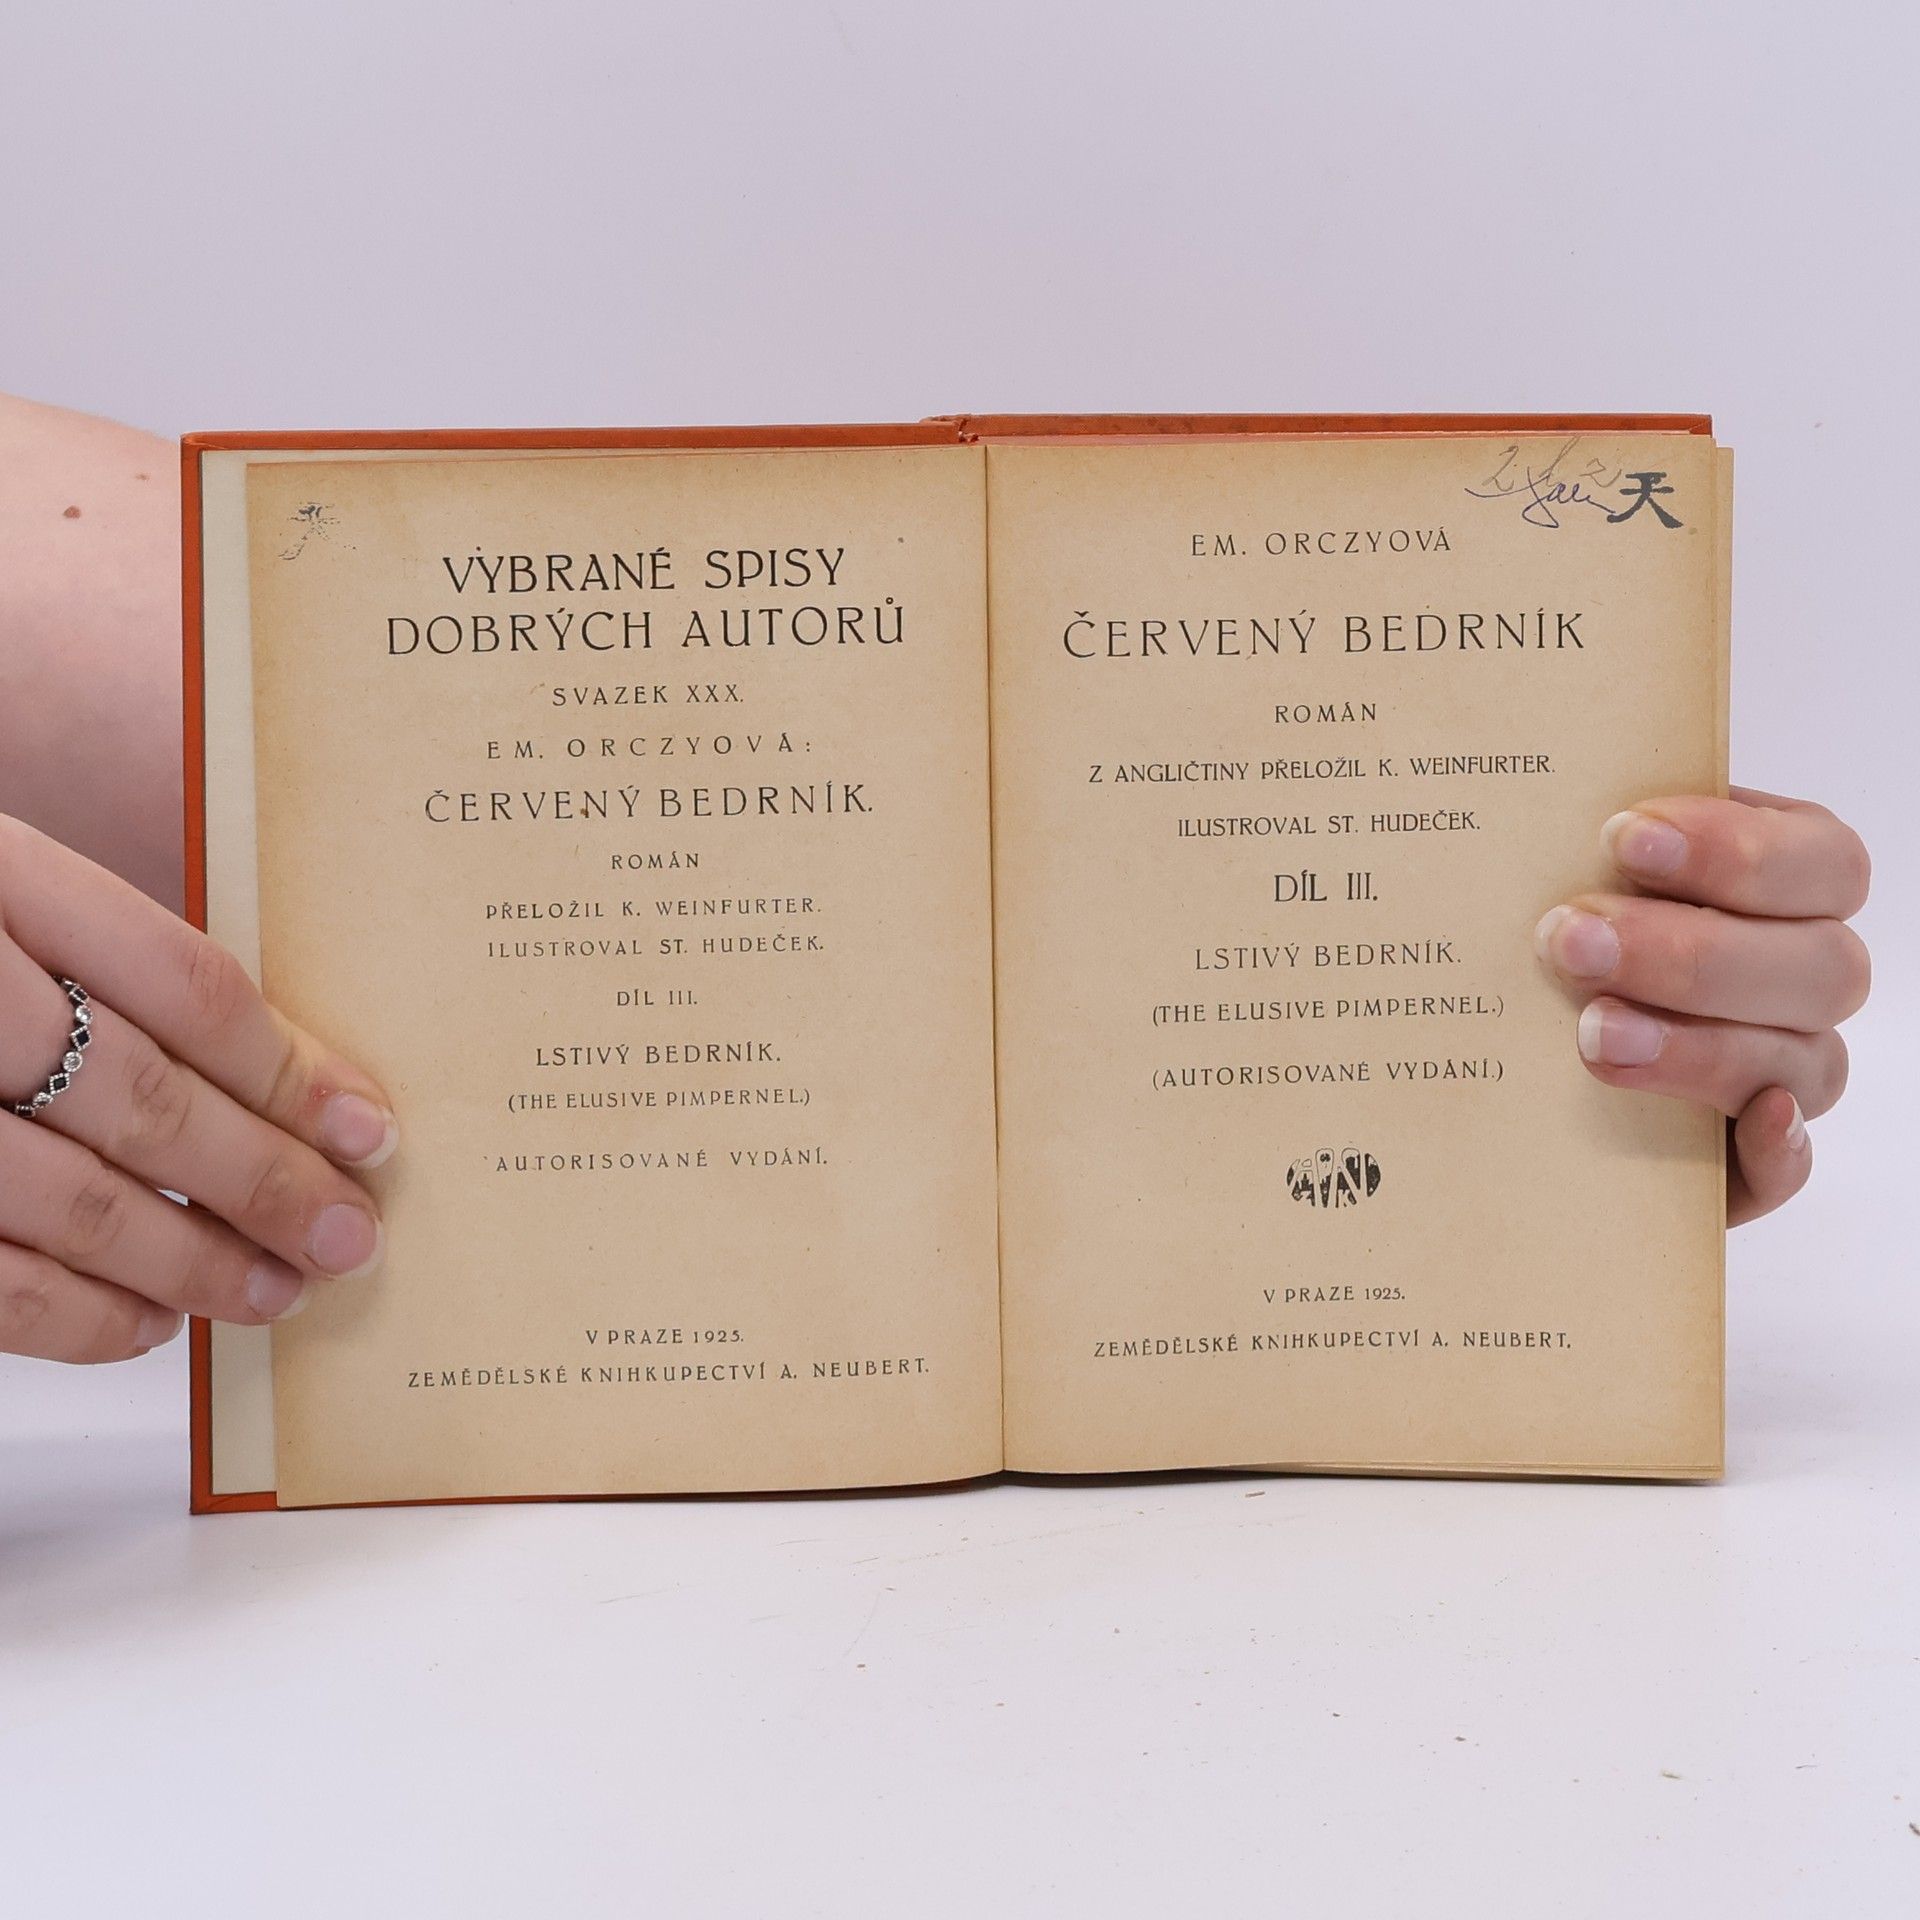 VYBRANÉ SPISY
DOBRÝCH AUTORŮ
SVAZEK XXX.
EM. ORCZYOVÁ:
ČERVENÝ BEDRNÍK.
ROMÁN
PŘELOŽIL K. WEINFURTER.
ILUSTROVAL ST. HUDEČEK.
DÍL III.
LSTIVÝ BEDRNÍK.
(THE ELUSIVE PIMPERNEL.)
AUTORISOVANÉ VYDÁNÍ.
V PRAZE 1925.
ZEMĚDĚLSKÉ KNIHKUPECTVÍ A. NEUBERT.
天
EM. ORCZYOVÁ
ČERVENÝ BEDRNÍK
ROMÁN
Z ANGLIČTINY PŘELOŽIL K. WEINFURTER.
ILUSTROVAL ST. HUDEČEK.
DÍL III.
LSTIVÝ BEDRNÍK.
(THE ELUSIVE PIMPERNEL.)
(AUTORISOVANÉ VYDÁNÍ.)
V PRAZE 1925.
ZEMĚDĚLSKÉ KNIHKUPECTVÍ A. NEUBERT.